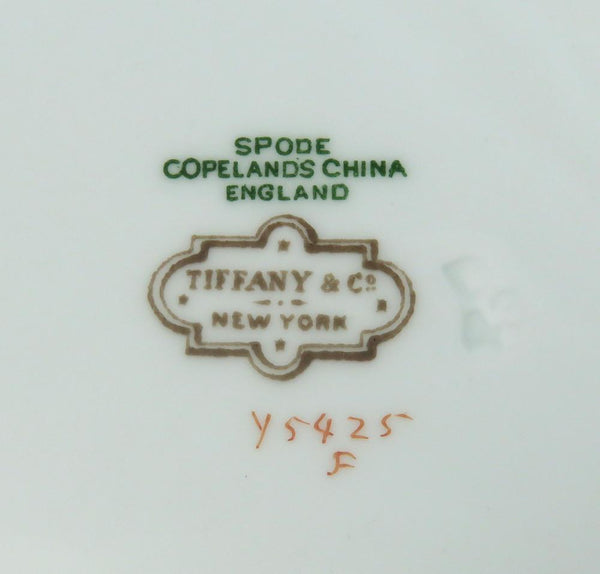 SPODE
COPELANDS CHINA
ENGLAND
TIFFANY & Co
NEW YORK
Y5425
F